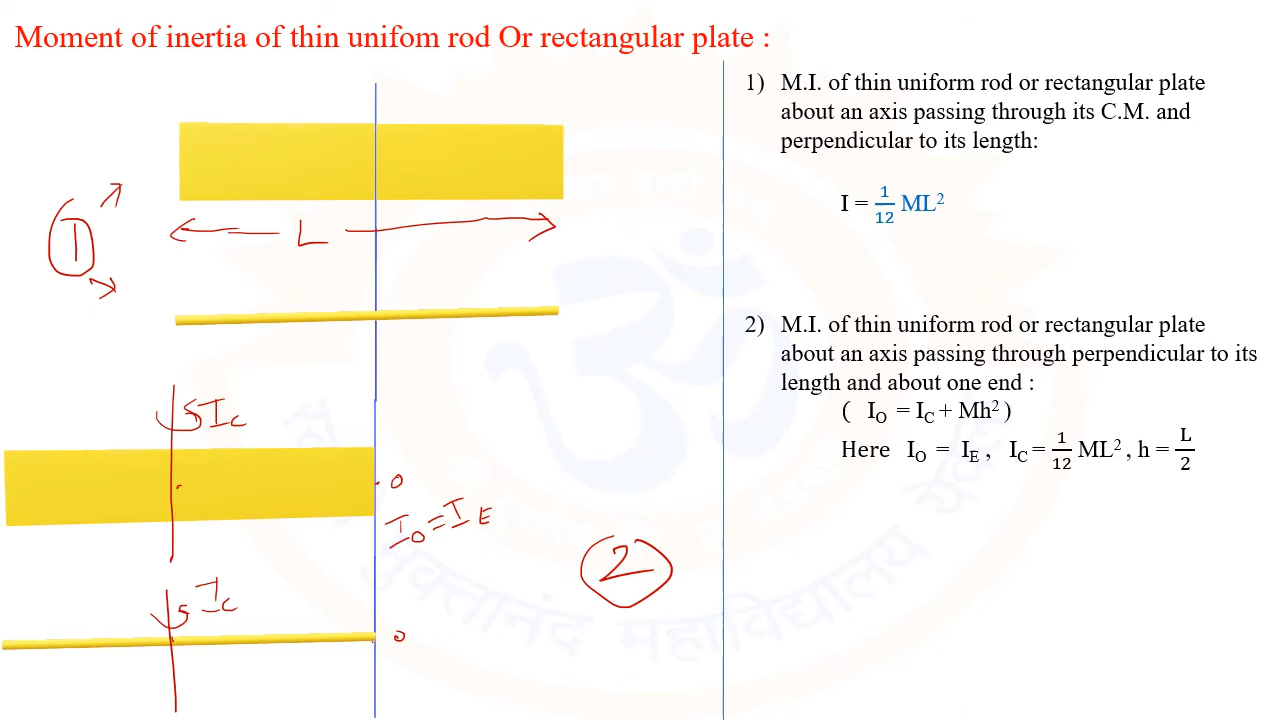 Moment of inertia of thin unifom rod Or rectangular plate :
1) M.I. of thin uniform rod or rectangular plate
about an axis passing through its C.M. and
perpendicular to its length:
I = 1/12 ML²
2) M.I. of thin uniform rod or rectangular plate
about an axis passing through perpendicular to its
length and about one end :
( I_O = I_C + Mh² )
Here I_O = I_E , I_C = 1/12 ML² , h = L/2
1
L
I_C
O
I_O = I_E
2
I_C
O
मुक्तानंद महाविद्यालय